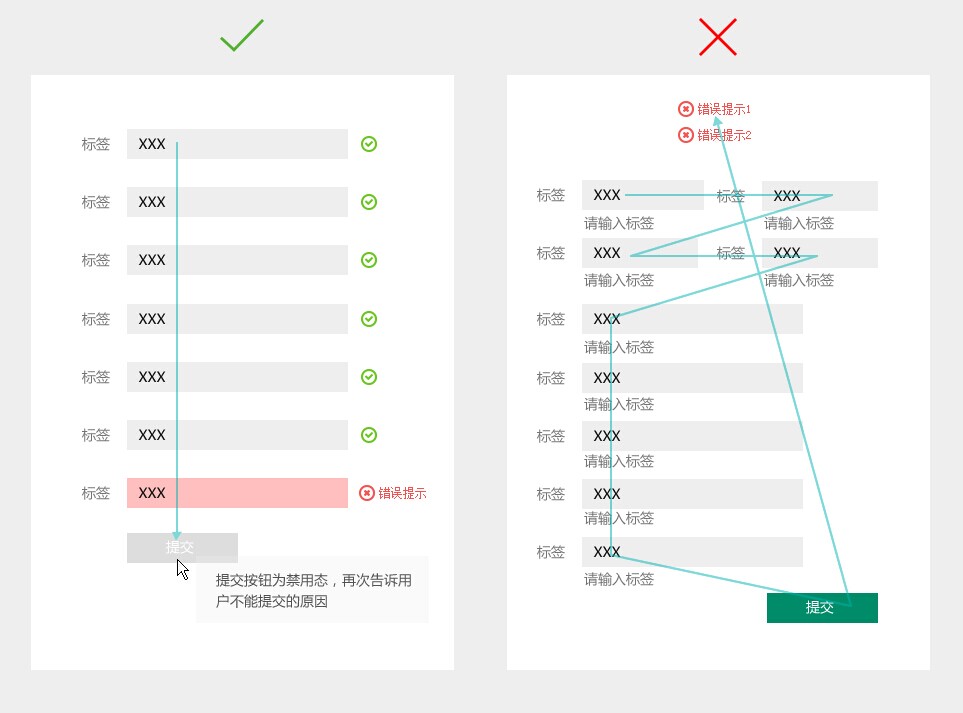 标签 XXX
标签 XXX
标签 XXX
标签 XXX
标签 XXX
标签 XXX
标签 XXX 错误提示
提交
提交按钮为禁用态，再次告诉用
户不能提交的原因
错误提示1
错误提示2
标签 XXX 标签 XXX
请输入标签 请输入标签
标签 XXX 标签 XXX
请输入标签 请输入标签
标签 XXX
请输入标签
标签 XXX
请输入标签
标签 XXX
请输入标签
标签 XXX
请输入标签
标签 XXX
请输入标签
提交